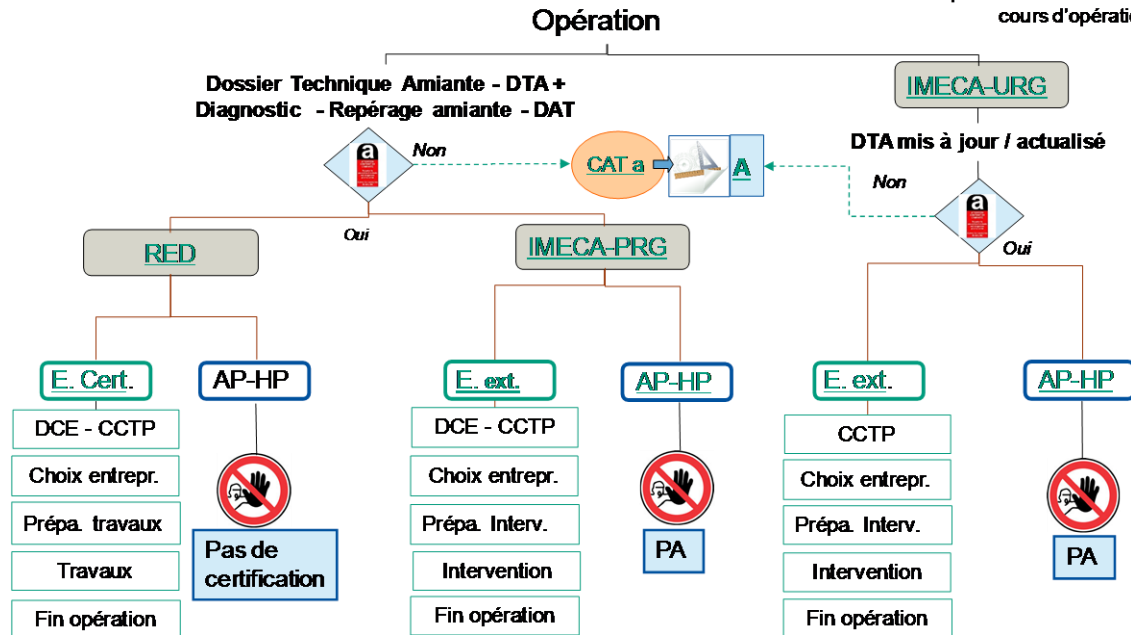 cours d'opératio
Opération
Dossier Technique Amiante - DTA +
Diagnostic - Repérage amiante - DAT
IMECA-URG
DTA mis à jour / actualisé
a
Non
CAT a
A
Non
a
Oui
Oui
RED
IMECA-PRG
E. Cert.
AP-HP
E. ext.
AP-HP
E. ext.
AP-HP
DCE - CCTP
Choix entrepr.
Prépa. travaux
Travaux
Fin opération
Pas de
certification
DCE - CCTP
Choix entrepr.
Prépa. Interv.
Intervention
Fin opération
PA
CCTP
Choix entrepr.
Prépa. Interv.
Intervention
Fin opération
PA